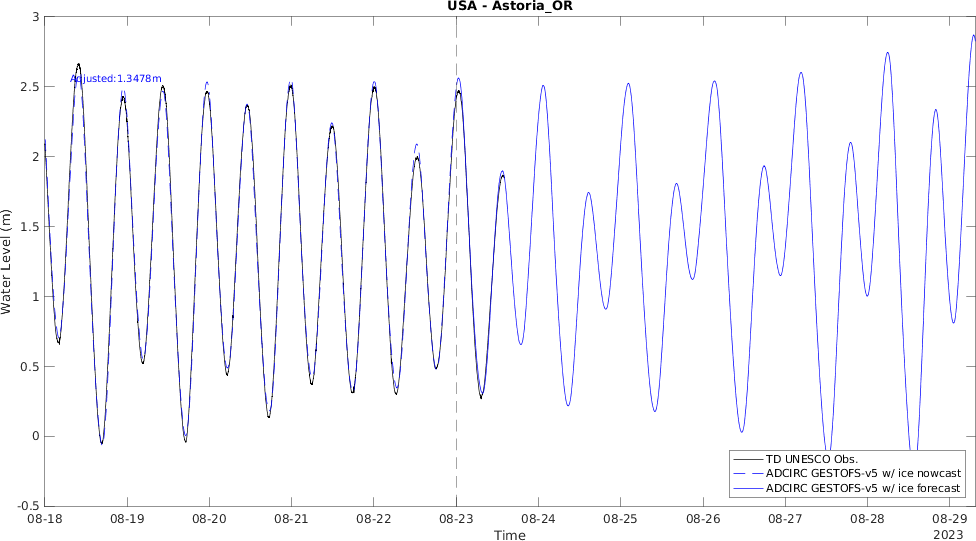 USA - Astoria_OR
3
2.5
2
1.5
1
0.5
0
-0.5
Water Level (m)
Adjusted:1.3478m
TD UNESCO Obs.
ADCIRC GESTOFS-v5 w/ ice nowcast
ADCIRC GESTOFS-v5 w/ ice forecast
08-18 08-19 08-20 08-21 08-22 08-23 08-24 08-25 08-26 08-27 08-28 08-29
Time
2023